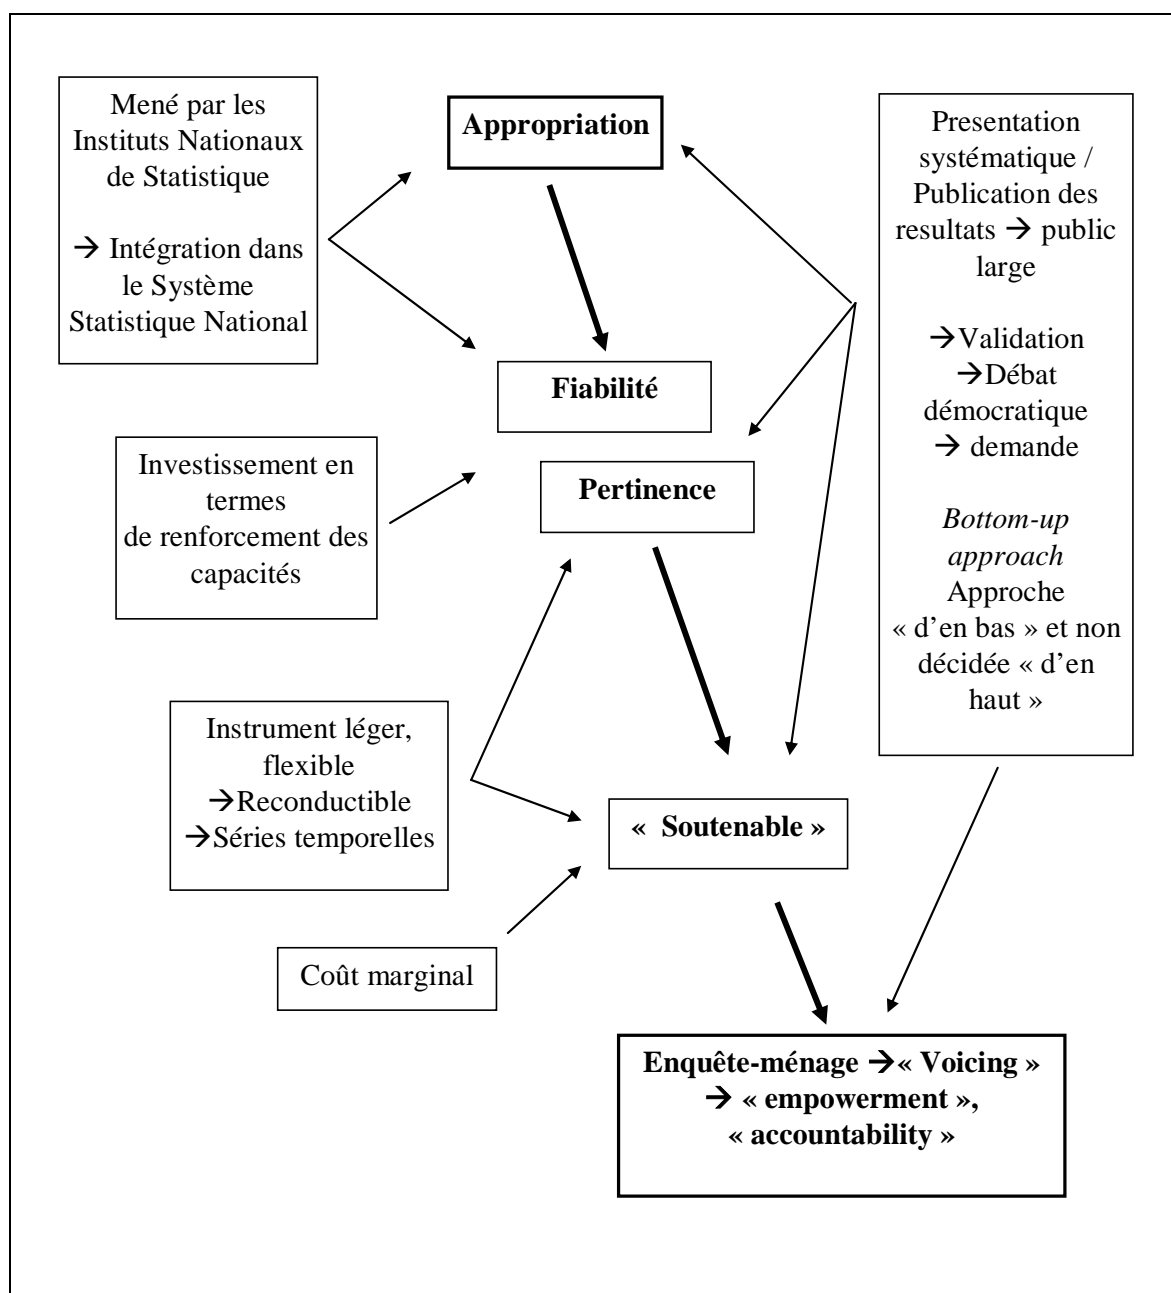 Mené par les
Instituts Nationaux
de Statistique
→ Intégration dans
le Système
Statistique National
Appropriation
Presentation
systématique /
Publication des
resultats → public
large
→Validation
→Débat
démocratique
→ demande
Bottom-up
approach
Approche
« d’en bas » et non
décidée « d’en
haut »
Fiabilité
Investissement en
termes
de renforcement des
capacités
Pertinence
Instrument léger,
flexible
→Reconductible
→Séries temporelles
« Soutenable »
Coût marginal
Enquête-ménage →« Voicing »
→ « empowerment »,
« accountability »